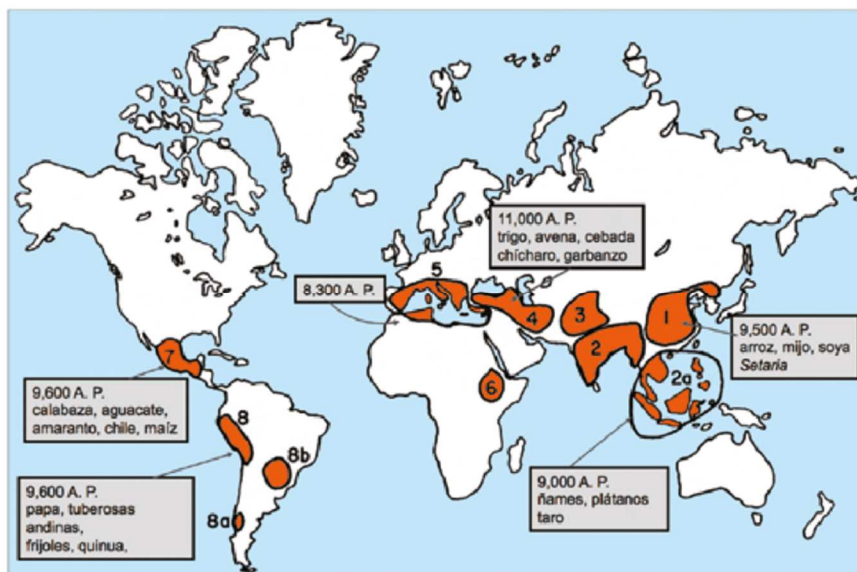 11,000 A. P.
trigo, avena, cebada
chícharo, garbanzo
5
8,300 A. P.
4
3
1
2
9,500 A. P.
arroz, mijo, soya
Setaria
7
6
2a
9,600 A. P.
calabaza, aguacate,
amaranto, chile, maíz
8
8b
9,000 A. P.
ñames, plátanos
taro
9,600 A. P.
papa, tuberosas
andinas,
frijoles, quinua,
8a